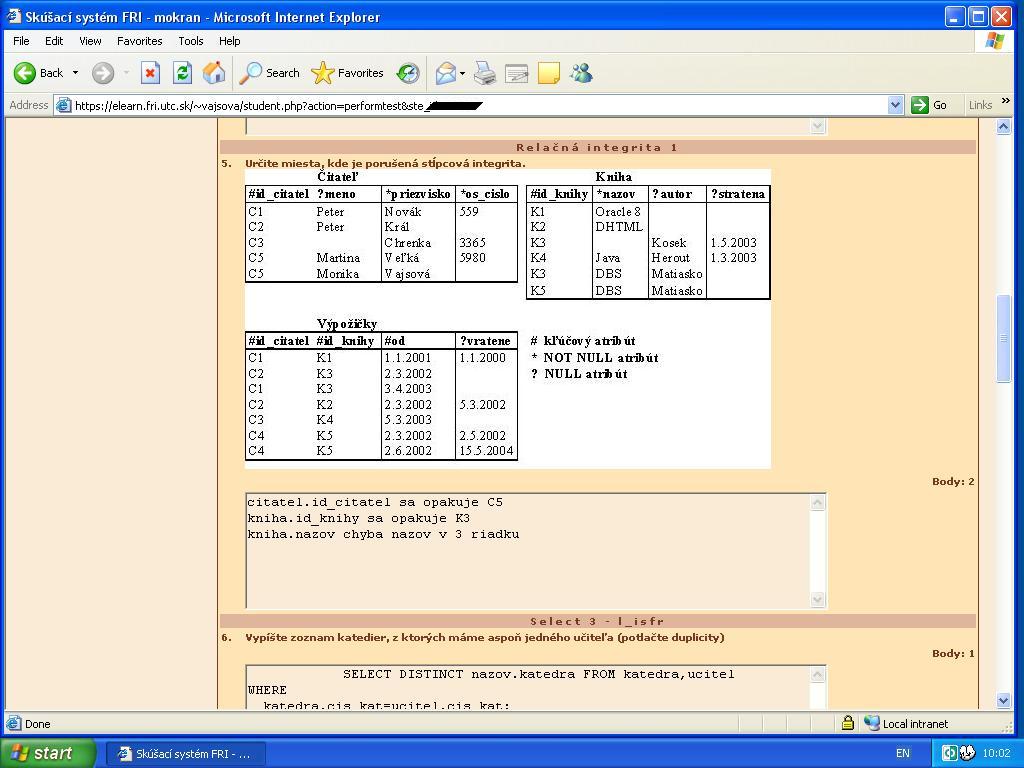 Skúšací systém FRI - mokran - Microsoft Internet Explorer
File Edit View Favorites Tools Help
Back Search Favorites
Address https://elearn.fri.utc.sk/~vajsova/student.php?action=performtest&ste_ Go Links »
Relačná integrita 1
5. Určite miesta, kde je porušená stĺpcová integrita.
Čitateľ
#id_citatel ?meno *priezvisko *os_cislo
C1 Peter Novák 559
C2 Peter Král
C3 Chrenka 3365
C5 Martina Veľká 5980
C5 Monika Vajsová
Kniha
#id_knihy *nazov ?autor ?stratena
K1 Oracle 8
K2 DHTML
K3 Kosek 1.5.2003
K4 Java Herout 1.3.2003
K3 DBS Matiasko
K5 DBS Matiasko
Výpožičky
#id_citatel #id_knihy #od ?vratene
C1 K1 1.1.2001 1.1.2000
C2 K3 2.3.2002
C1 K3 3.4.2003
C2 K2 2.3.2002 5.3.2002
C3 K4 5.3.2003
C4 K5 2.3.2002 2.5.2002
C4 K5 2.6.2002 15.5.2004
# kľúčový atribút
* NOT NULL atribút
? NULL atribút
Body: 2
citatel.id_citatel sa opakuje C5
kniha.id_knihy sa opakuje K3
kniha.nazov chyba nazov v 3 riadku
Select 3 - l_isfr
6. Vypíšte zoznam katedier, z ktorých máme aspoň jedného učiteľa (potlačte duplicity)
Body: 1
SELECT DISTINCT nazov.katedra FROM katedra,ucitel
WHERE
katedra.cis_kat=ucitel.cis_kat;
Done Local intranet
start Skúšací systém FRI - ... EN 10:02